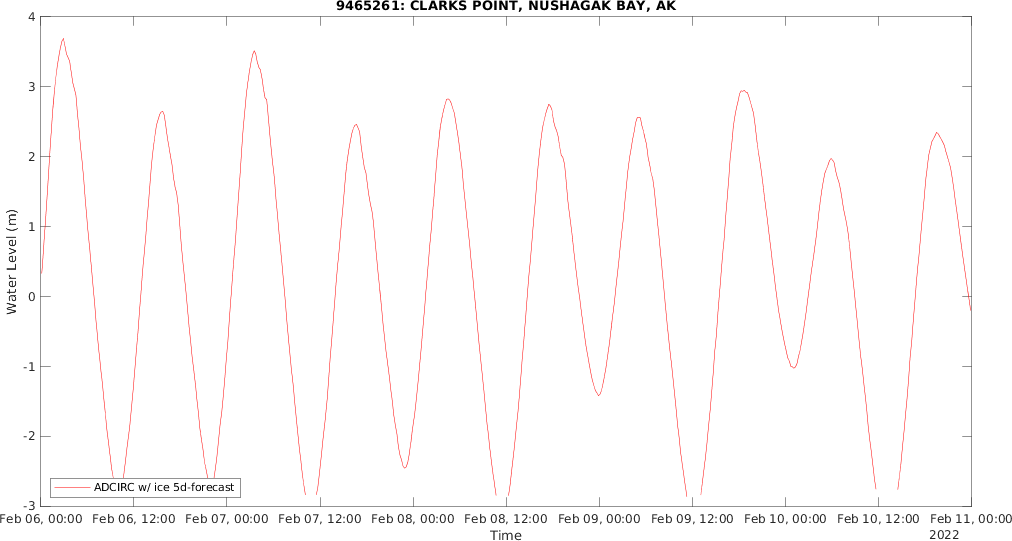 9465261: CLARKS POINT, NUSHAGAK BAY, AK
4
3
2
1
0
-1
-2
-3
Water Level (m)
ADCIRC w/ ice 5d-forecast
Feb 06, 00:00 Feb 06, 12:00 Feb 07, 00:00 Feb 07, 12:00 Feb 08, 00:00 Feb 08, 12:00 Feb 09, 00:00 Feb 09, 12:00 Feb 10, 00:00 Feb 10, 12:00 Feb 11, 00:00
Time
2022